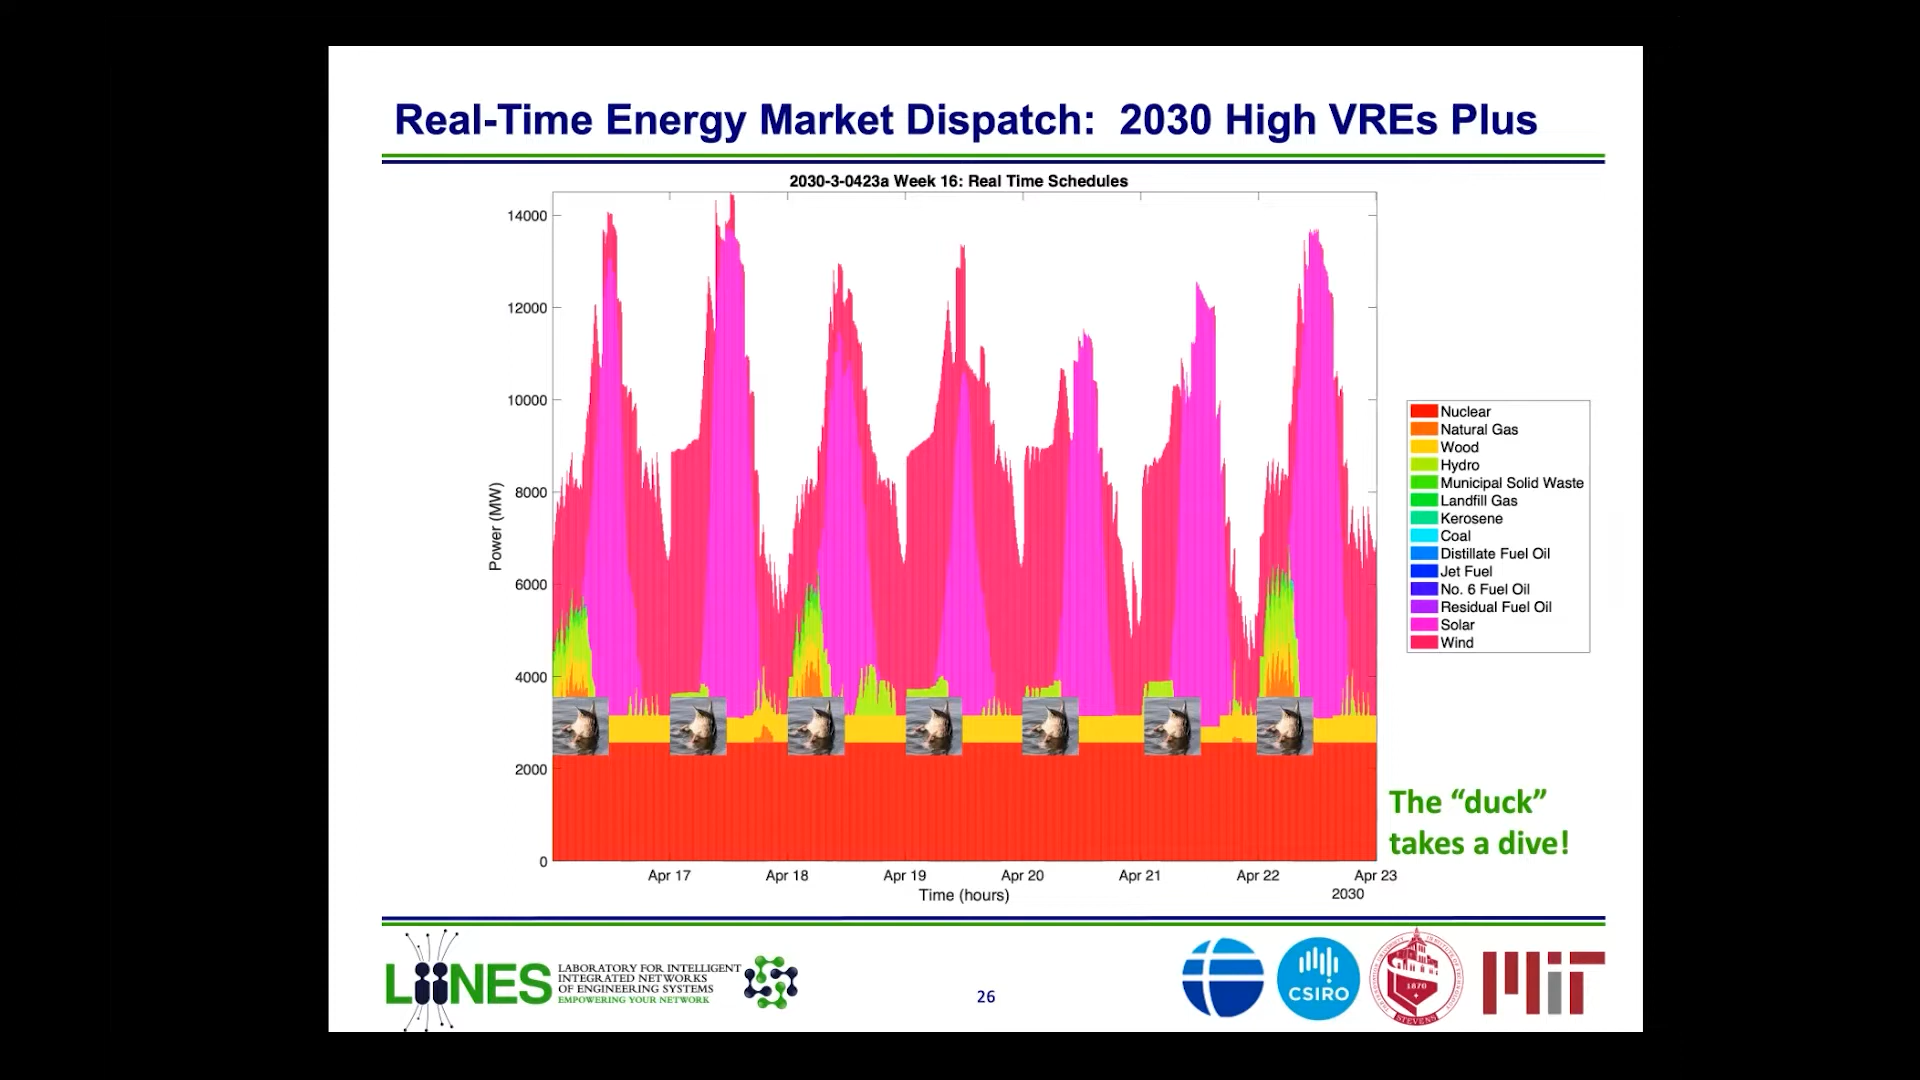 Real-Time Energy Market Dispatch: 2030 High VREs Plus
2030-3-0423a Week 16: Real Time Schedules
14000
12000
10000
8000
6000
4000
2000
0
Power (MW)
Apr 17
Apr 18
Apr 19
Apr 20
Apr 21
Apr 22
Apr 23
2030
Time (hours)
Nuclear
Natural Gas
Wood
Hydro
Municipal Solid Waste
Landfill Gas
Kerosene
Coal
Distillate Fuel Oil
Jet Fuel
No. 6 Fuel Oil
Residual Fuel Oil
Solar
Wind
The “duck”
takes a dive!
LIINES
LABORATORY FOR INTELLIGENT
INTEGRATED NETWORKS
OF ENGINEERING SYSTEMS
EMPOWERING YOUR NETWORK
26
CSIRO
1870
STEVENS
MIT